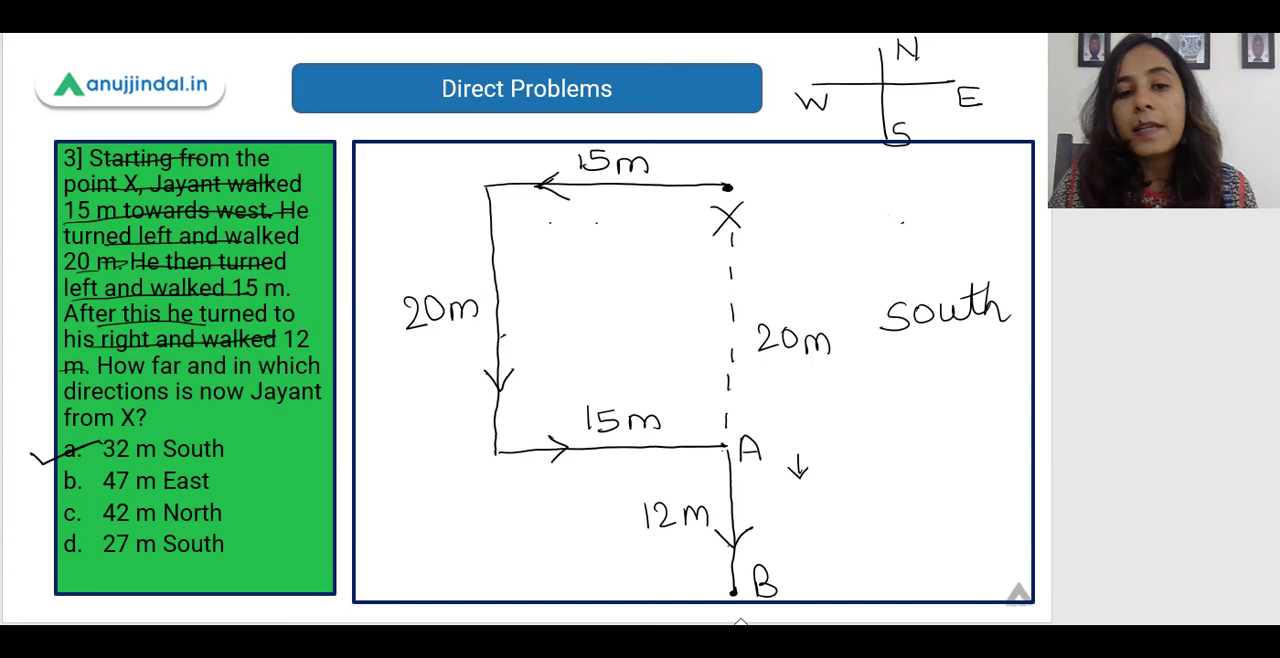 anujjindal.in
Direct Problems
N
W
E
S
3] Starting from the
point X, Jayant walked
15 m towards west. He
turned left and walked
20 m. He then turned
left and walked 15 m.
After this he turned to
his right and walked 12
m. How far and in which
directions is now Jayant
from X?
a. 32 m South
b. 47 m East
c. 42 m North
d. 27 m South
15m
X
20m
20m
South
15m
A
12m
B